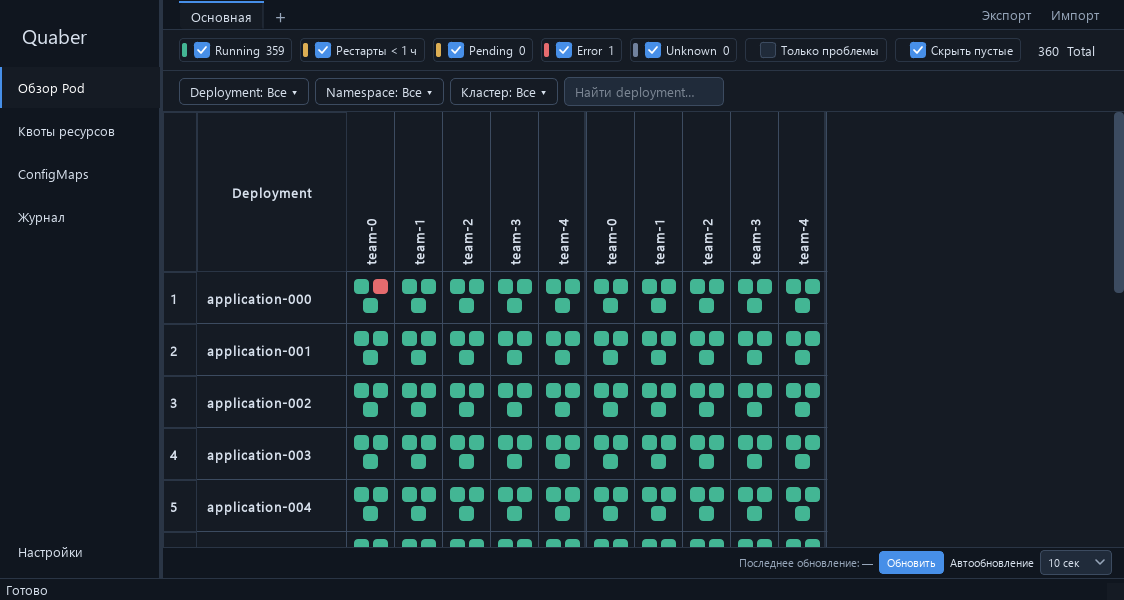 Quaber
Обзор Pod
Квоты ресурсов
ConfigMaps
Журнал
Настройки
Основная +
Экспорт Импорт
Running 359 Рестарты < 1 ч Pending 0 Error 1 Unknown 0 Только проблемы Скрыть пустые 360 Total
Deployment: Все ▾ Namespace: Все ▾ Кластер: Все ▾ Найти deployment...
Deployment team-0 team-1 team-2 team-3 team-4 team-0 team-1 team-2 team-3 team-4
1 application-000
2 application-001
3 application-002
4 application-003
5 application-004
Последнее обновление: — Обновить Автообновление 10 сек
Готово